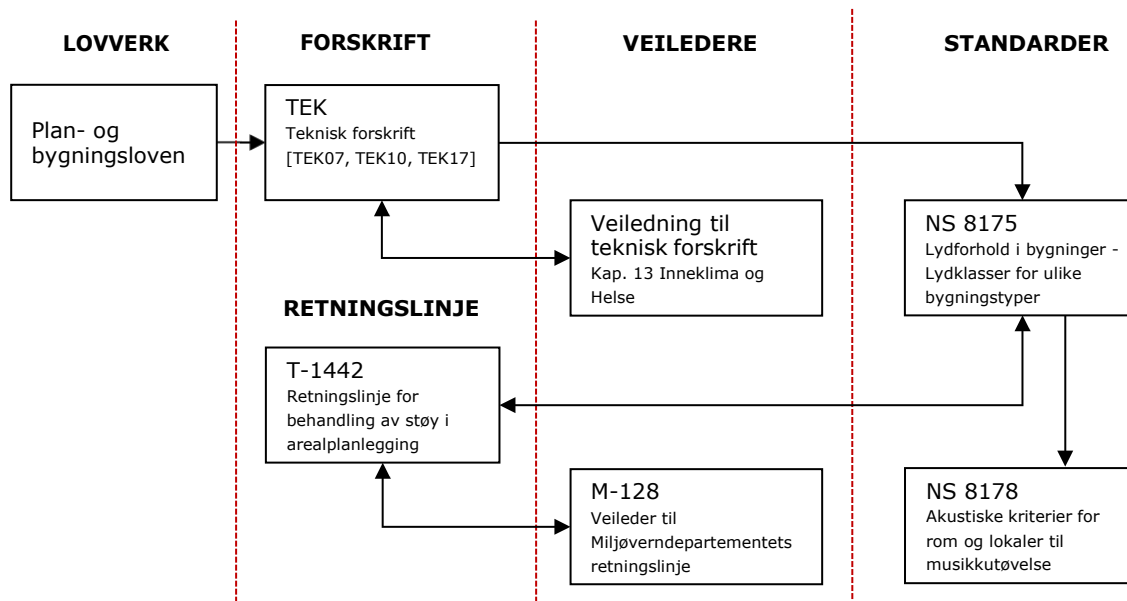 LOVVERK
FORSKRIFT
VEILEDERE
STANDARDER
Plan- og
bygningsloven
TEK
Teknisk forskrift
[TEK07, TEK10, TEK17]
Veiledning til
teknisk forskrift
Kap. 13 Inneklima og
Helse
NS 8175
Lydforhold i bygninger -
Lydklasser for ulike
bygningstyper
RETNINGSLINJE
T-1442
Retningslinje for
behandling av støy i
arealplanlegging
M-128
Veileder til
Miljøverndepartementets
retningslinje
NS 8178
Akustiske kriterier for
rom og lokaler til
musikkutøvelse